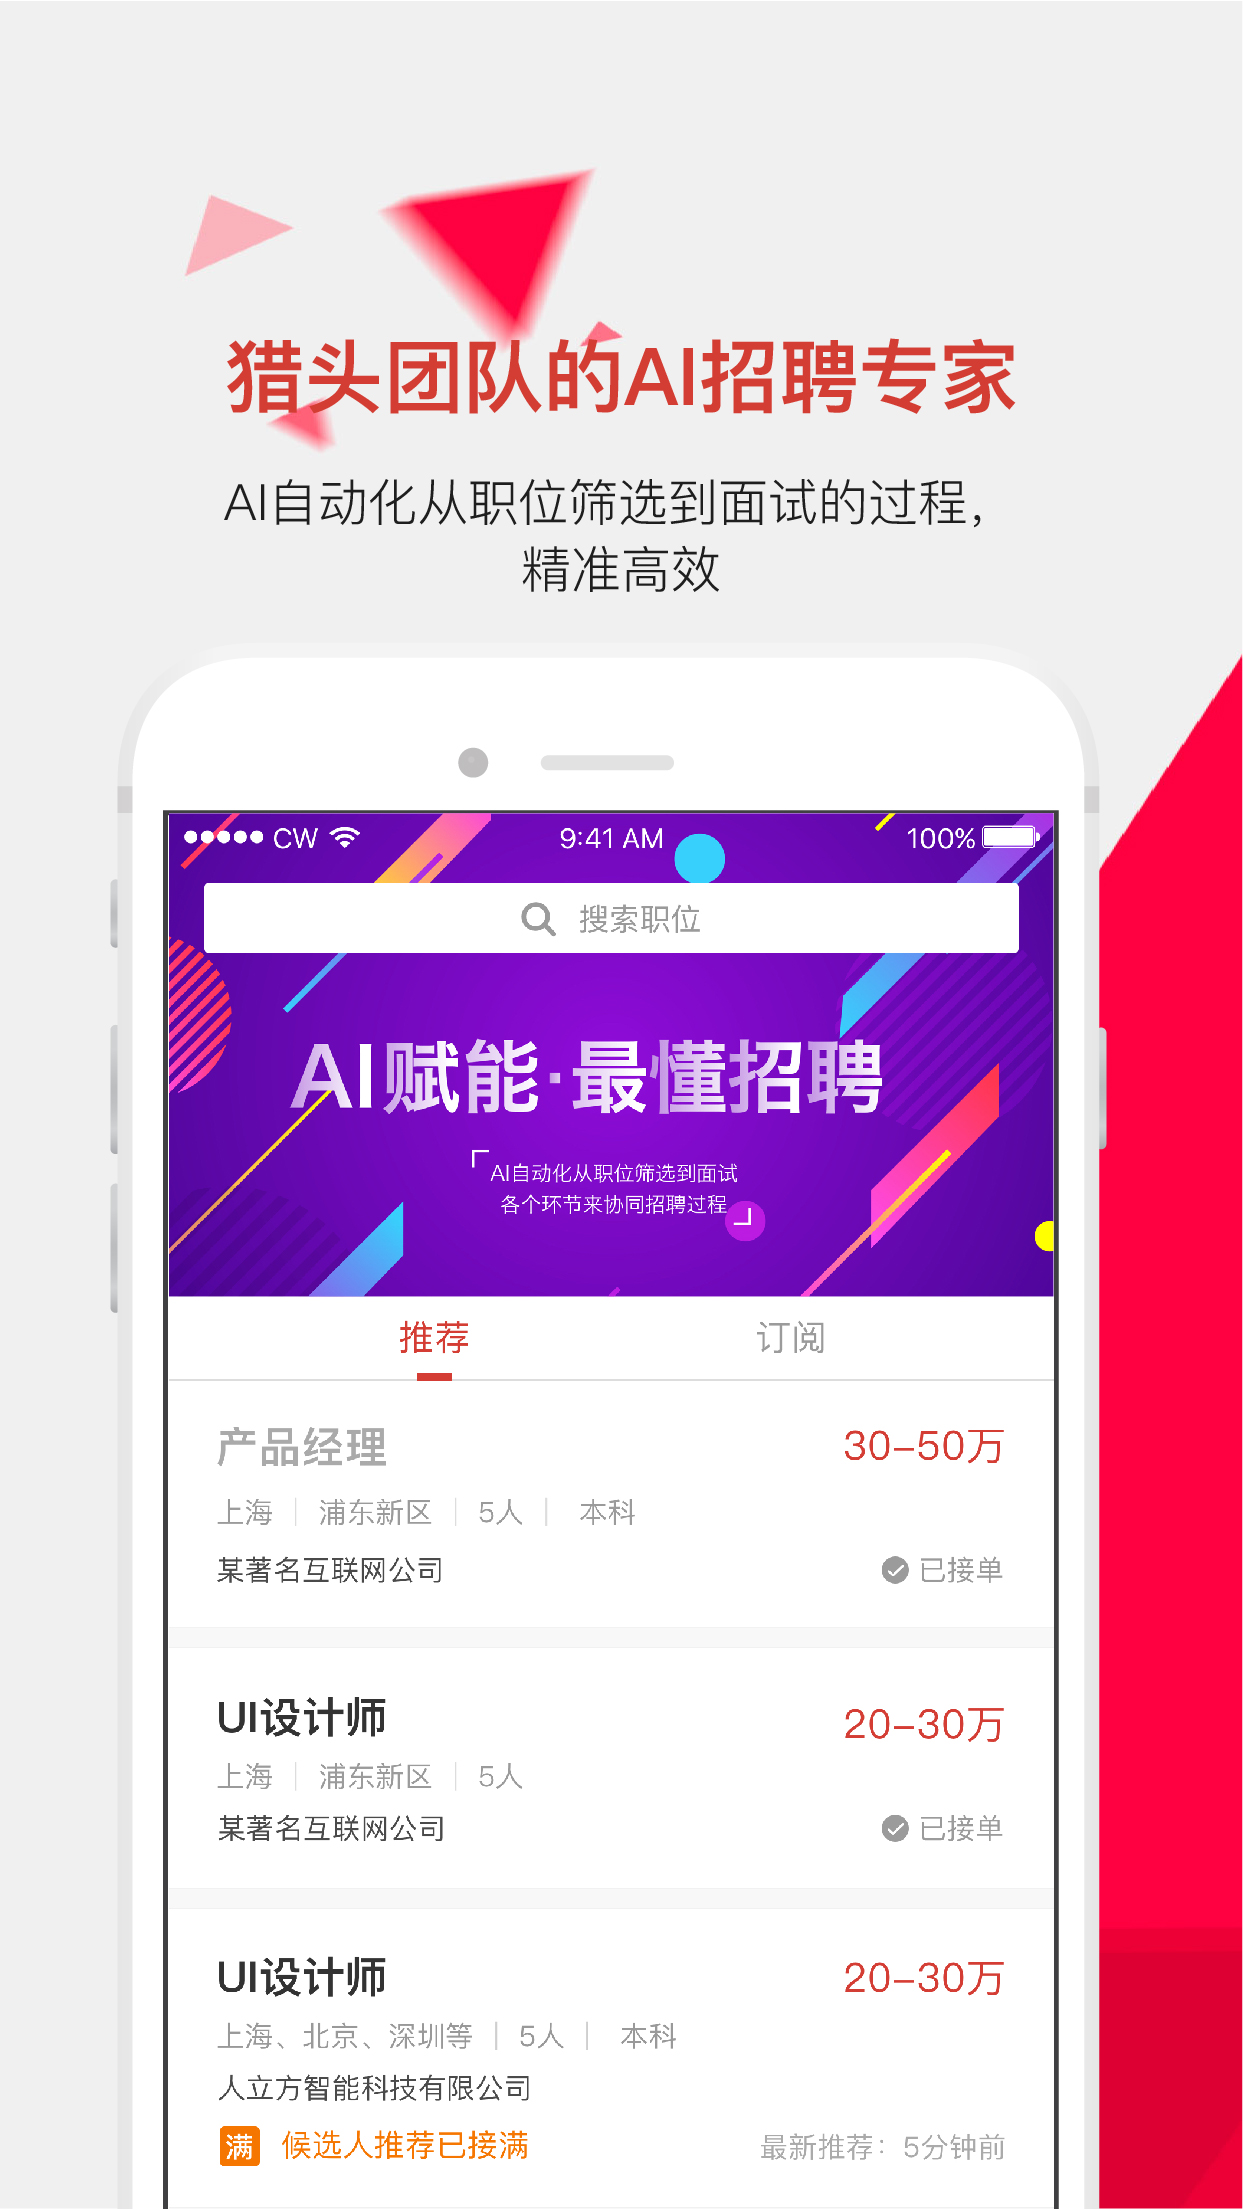 猎头团队的AI招聘专家
AI自动化从职位筛选到面试的过程，
精准高效
CW 9:41 AM 100%
搜索职位
AI赋能·最懂招聘
「AI自动化从职位筛选到面试
各个环节来协同招聘过程」
推荐 订阅
产品经理 30-50万
上海 | 浦东新区 | 5人 | 本科
某著名互联网公司 已接单
UI设计师 20-30万
上海 | 浦东新区 | 5人
某著名互联网公司 已接单
UI设计师 20-30万
上海、北京、深圳等 | 5人 | 本科
人立方智能科技有限公司
满 候选人推荐已接满 最新推荐：5分钟前